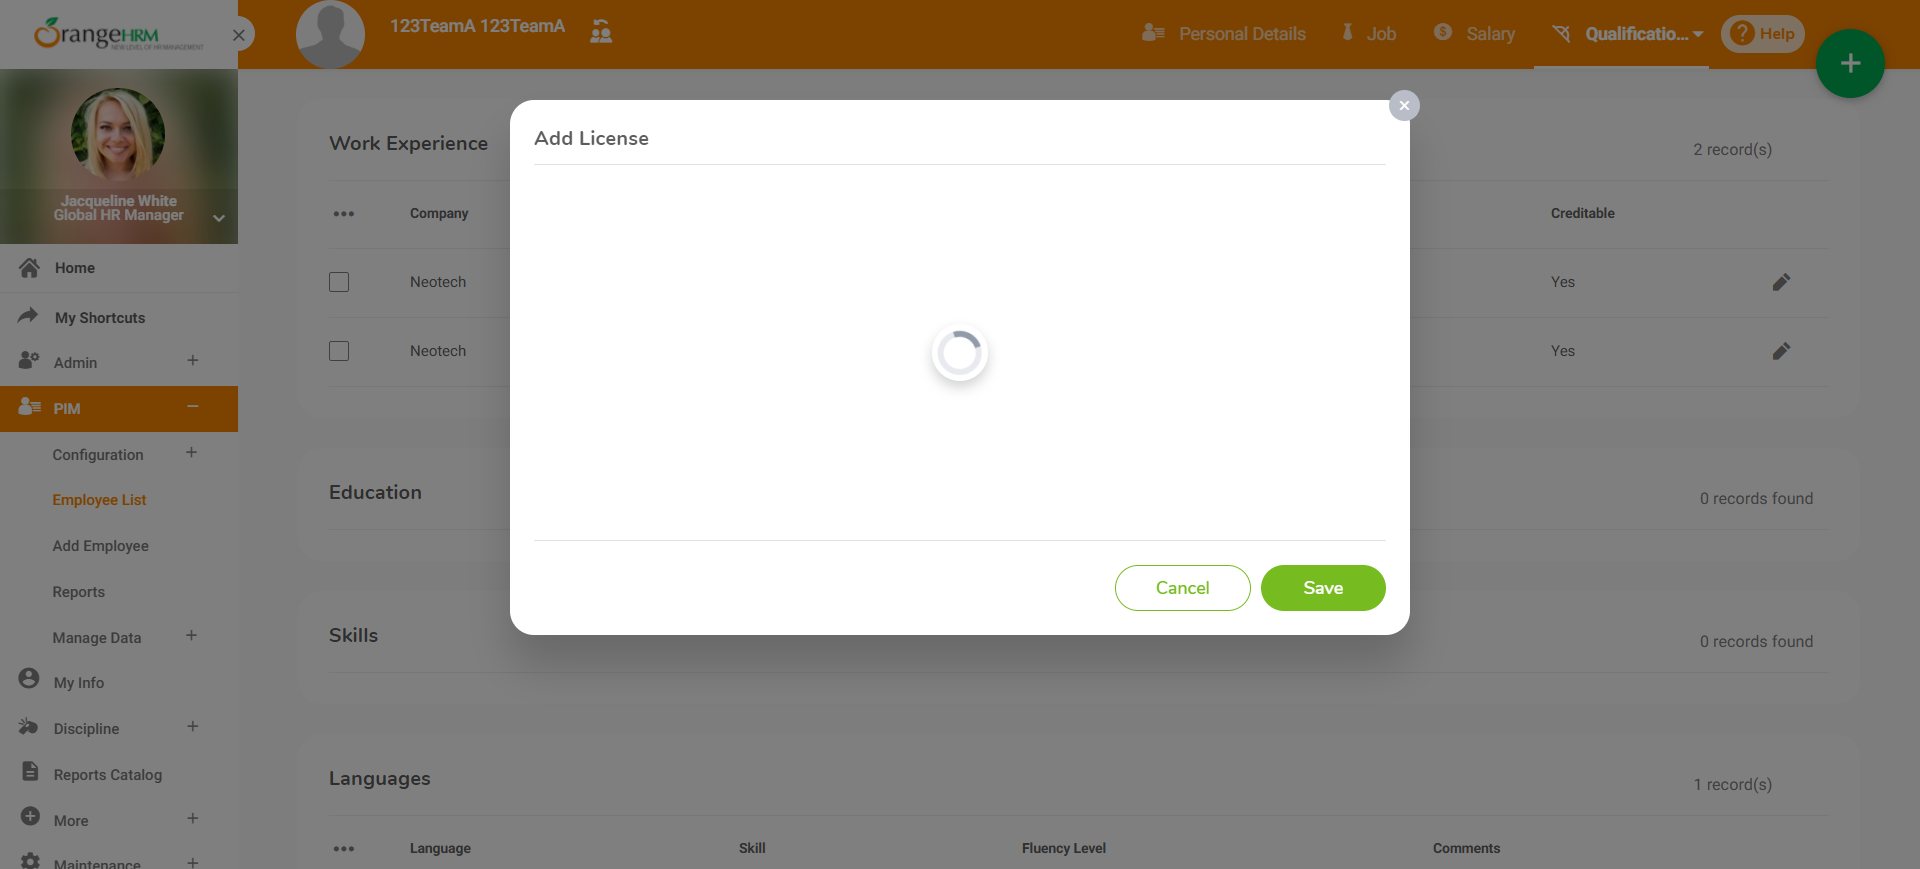 OrangeHRM
NEW LEVEL OF HR MANAGEMENT
123TeamA 123TeamA
Personal Details
Job
Salary
Qualificatio...
Help
Jacqueline White
Global HR Manager
Home
My Shortcuts
Admin
PIM
Configuration
Employee List
Add Employee
Reports
Manage Data
My Info
Discipline
Reports Catalog
More
Maintenance
Work Experience
2 record(s)
Company
Creditable
Neotech
Yes
Neotech
Yes
Education
0 records found
Skills
0 records found
Languages
1 record(s)
Language
Skill
Fluency Level
Comments
Add License
Cancel
Save